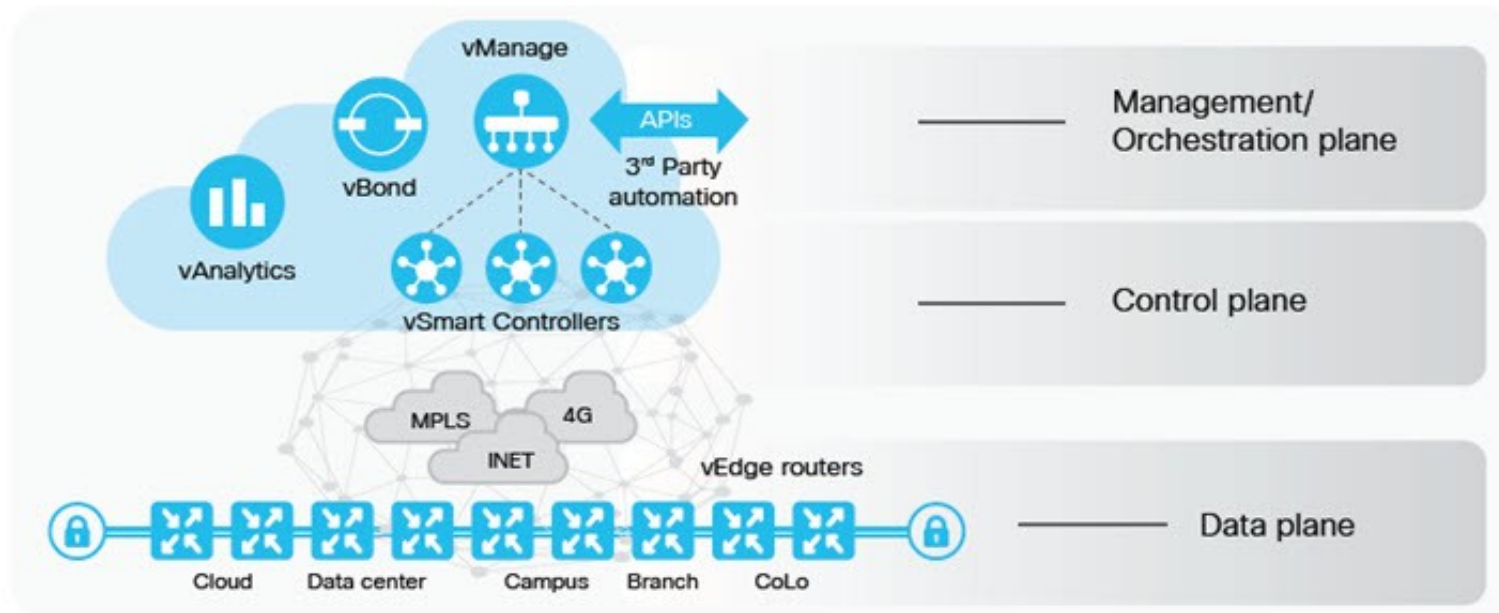 vManage
APIs
3rd Party
automation
vBond
vAnalytics
vSmart Controllers
Management/
Orchestration plane
Control plane
MPLS
4G
INET
vEdge routers
Cloud
Data center
Campus
Branch
CoLo
Data plane